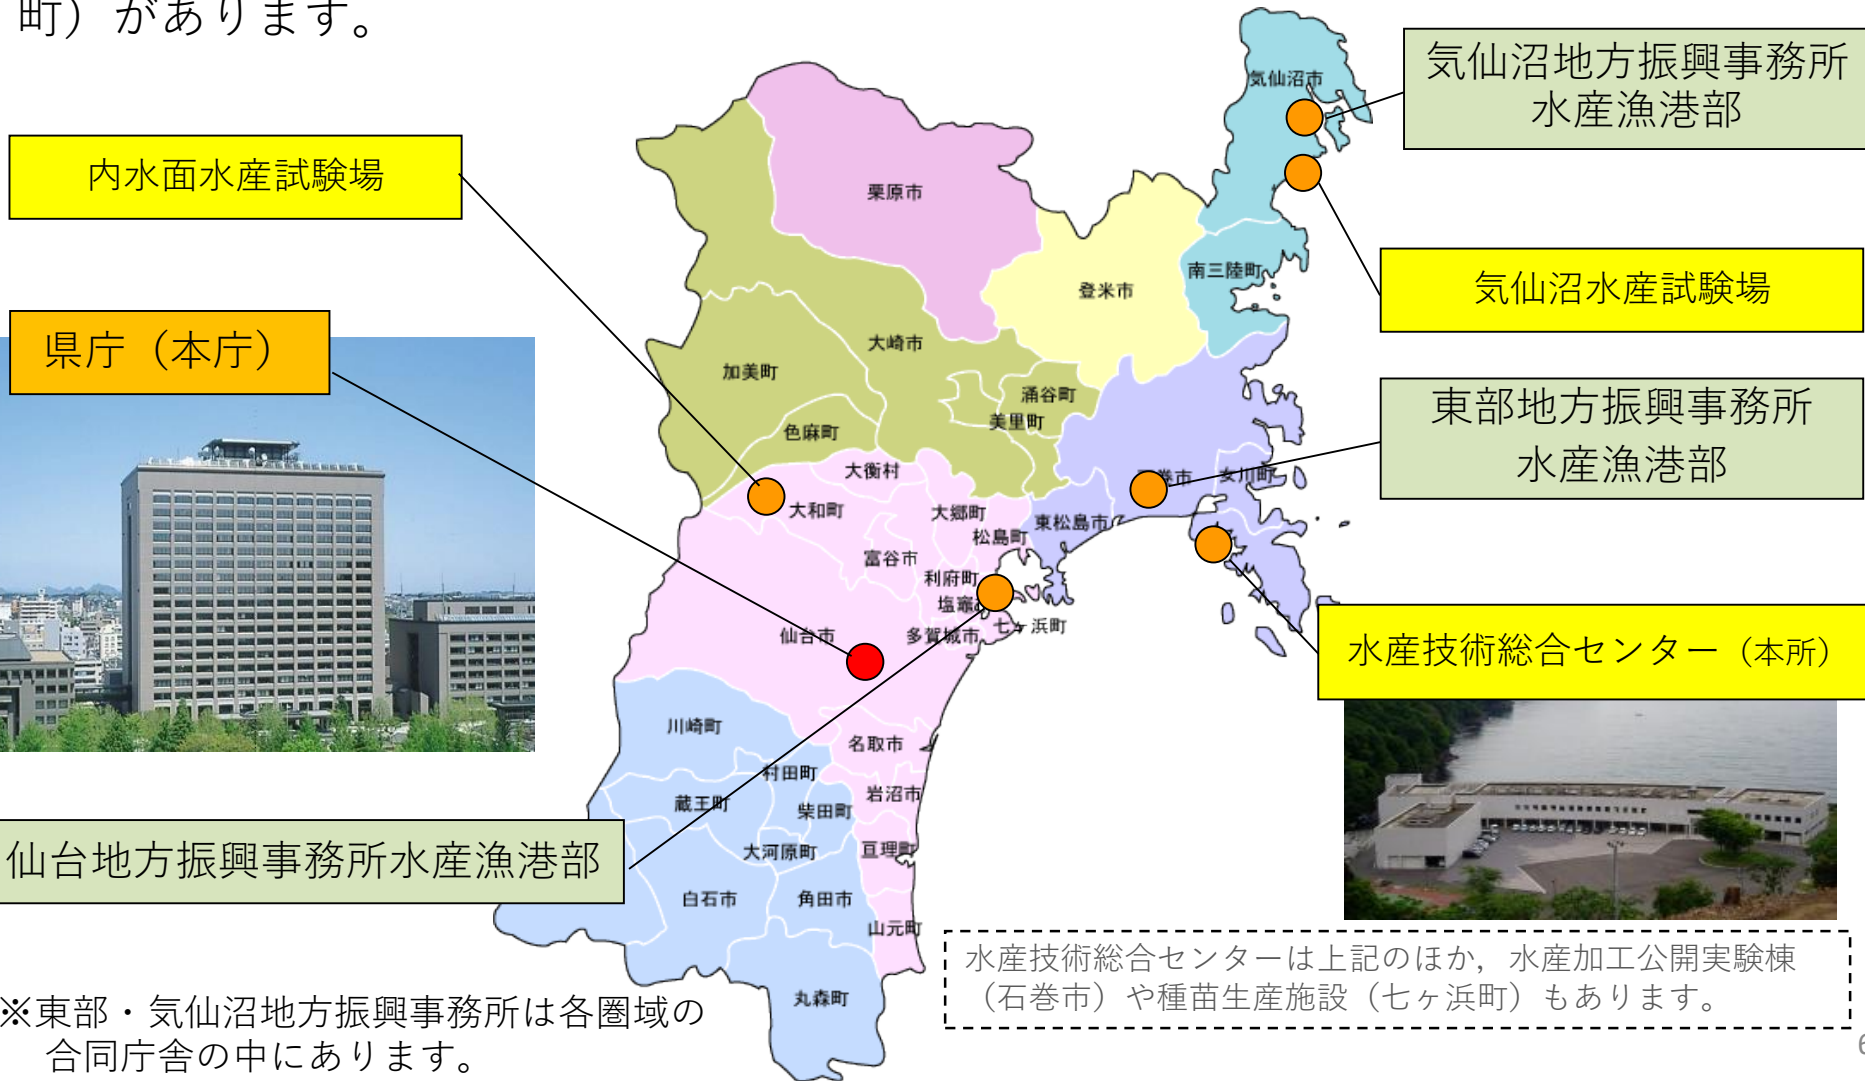 町）があります。
気仙沼地方振興事務所
水産漁港部
内水面水産試験場
気仙沼水産試験場
県庁（本庁）
東部地方振興事務所
水産漁港部
水産技術総合センター（本所）
仙台地方振興事務所水産漁港部
気仙沼市
栗原市
南三陸町
登米市
大崎市
加美町
涌谷町
美里町
色麻町
大衡村
巻市
女川町
大和町
大郷町
東松島市
松島町
富谷市
利府町
塩竈
七ヶ浜町
仙台市
多賀城市
川崎町
名取市
村田町
岩沼市
蔵王町
柴田町
大河原町
亘理町
白石市
角田市
山元町
丸森町
水産技術総合センターは上記のほか，水産加工公開実験棟
（石巻市）や種苗生産施設（七ヶ浜町）もあります。
※東部・気仙沼地方振興事務所は各圏域の
合同庁舎の中にあります。